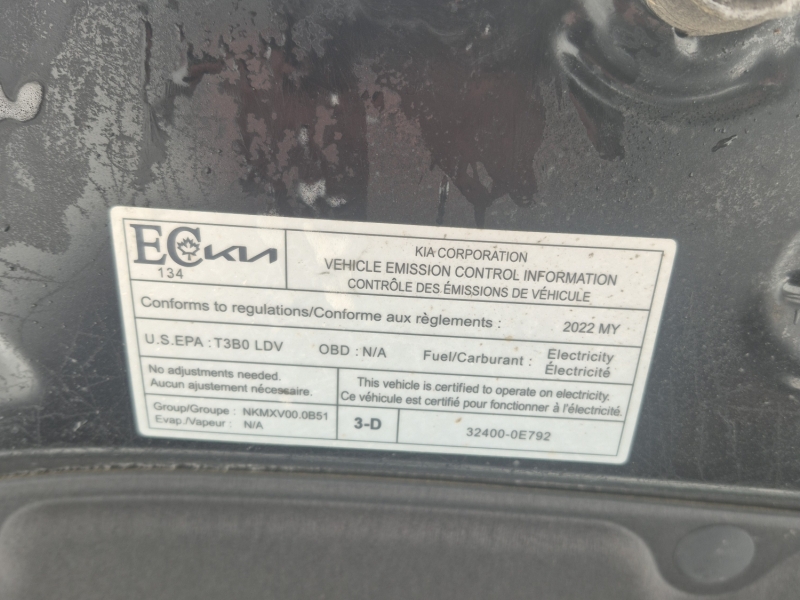 EC KIA
134
KIA CORPORATION
VEHICLE EMISSION CONTROL INFORMATION
CONTRÔLE DES ÉMISSIONS DE VÉHICULE
Conforms to regulations/Conforme aux règlements : 2022 MY
U.S.EPA : T3B0 LDV OBD : N/A Fuel/Carburant : Electricity
Électricité
No adjustments needed.
Aucun ajustement nécessaire.
This vehicle is certified to operate on electricity.
Ce véhicule est certifié pour fonctionner à l'électricité.
Group/Groupe : NKMXV00.0B51
Evap./Vapeur : N/A
3-D
32400-0E792